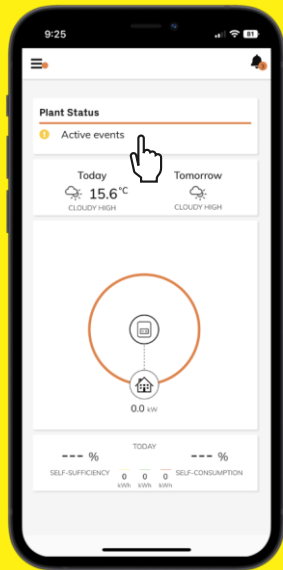 9:25
81
Plant Status
Active events
Today
Tomorrow
15.6°C
CLOUDY HIGH
CLOUDY HIGH
0.0 kW
TODAY
--- %
--- %
SELF-SUFFICIENCY
0 0 0
SELF-CONSUMPTION
kWh kWh kWh